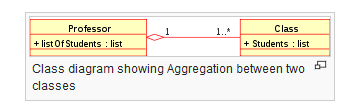 Professor
+ listOfStudents : list
1
1..*
Class
+ Students : list
Class diagram showing Aggregation between two
classes